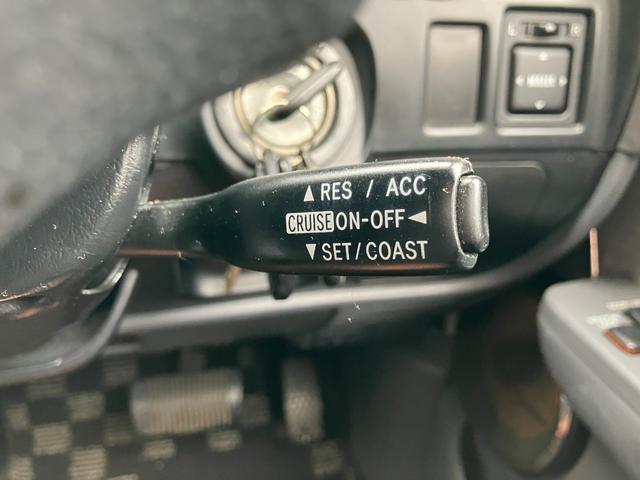 L R
▲RES / ACC
CRUISE ON-OFF◄
▼SET/COAST